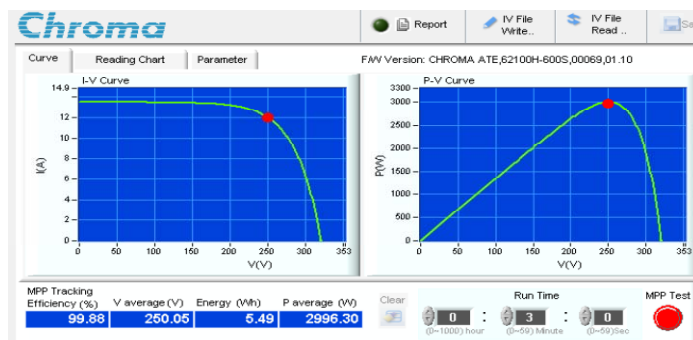 Chroma
Report
IV File
Write..
IV File
Read ..
Curve
Reading Chart
Parameter
F/W Version: CHROMA ATE,62100H-600S,00069,01.10
I-V Curve
14.9
12
10
8
6
4
2
0
I(A)
0 50 100 150 200 250 300 353
V(V)
P-V Curve
3300
3000
2500
2000
1500
1000
500
0
P(W)
0 50 100 150 200 250 300 353
V(V)
MPP Tracking
Efficiency (%) V average (V) Energy (Wh) P average (W)
99.88 250.05 5.49 2996.30
Clear
Run Time
0 : 3 : 0
(0~1000) hour (0~59) Minute (0~59)Sec
MPP Test